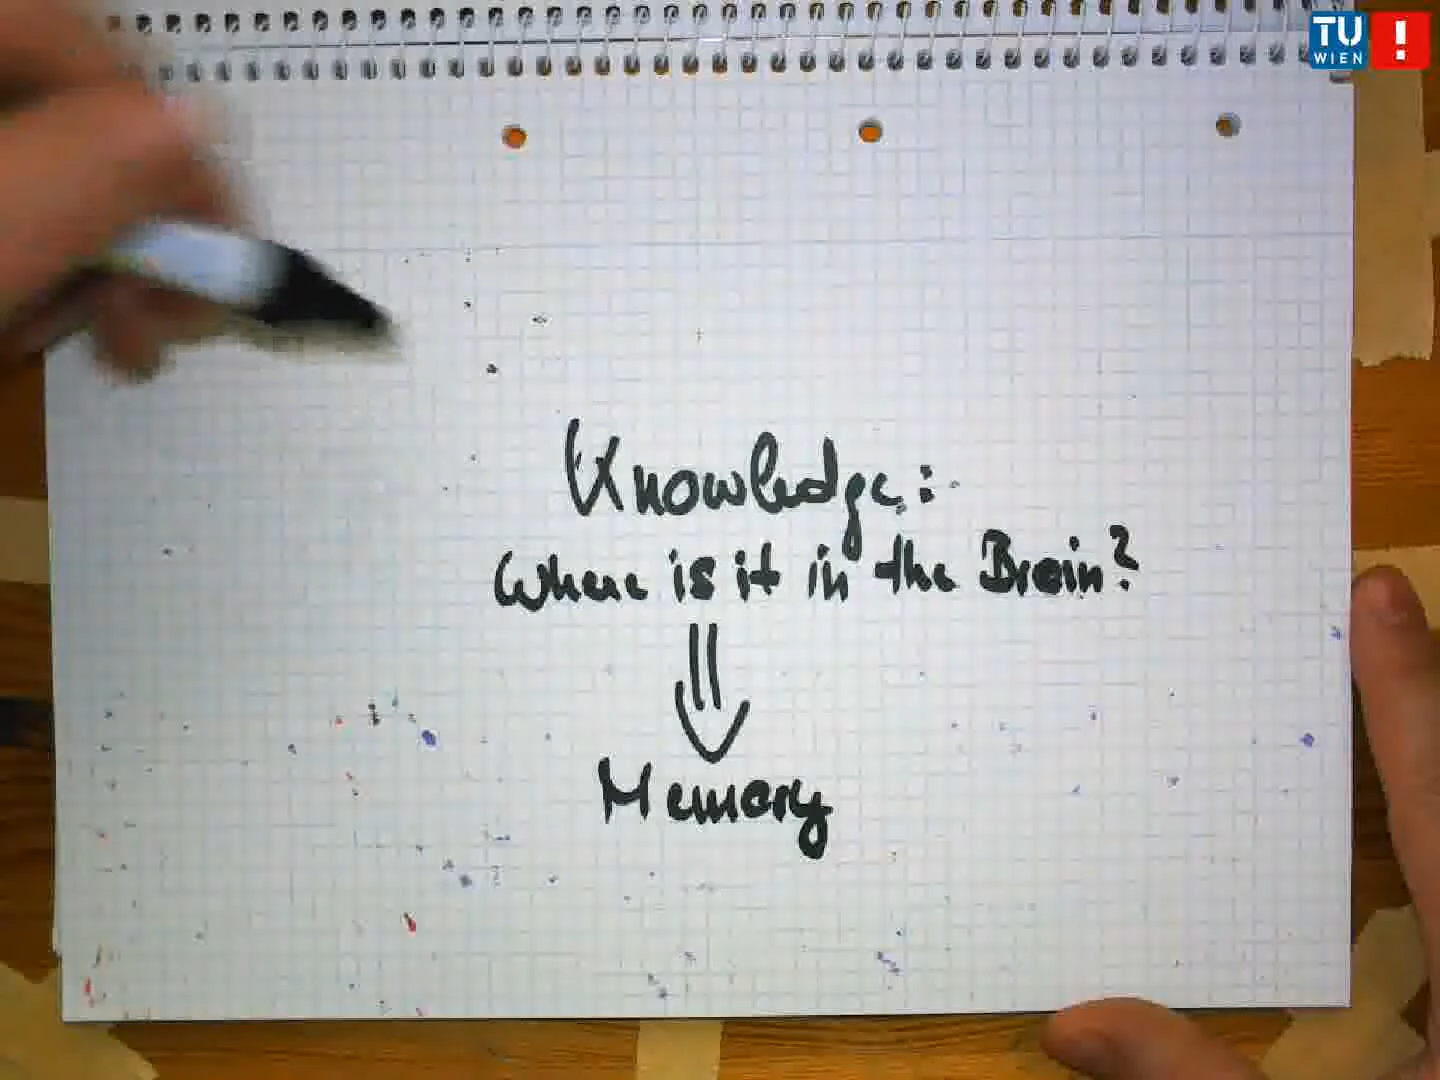 TU
WIEN
!
Knowledge:
Where is it in the Brain?
Memory